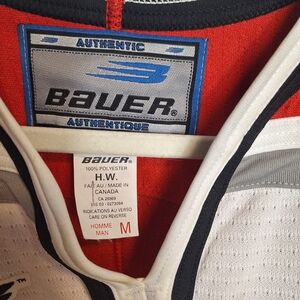 AUTHENTIC
BAUER®
AUTHENTIQUE
BAUER®
100% POLYESTER
H.W.
FAIT AU / MADE IN
CANADA
CA 26969
INDICATIONS AU VERSO
CARE ON REVERSE
HOMME
MAN M
TM